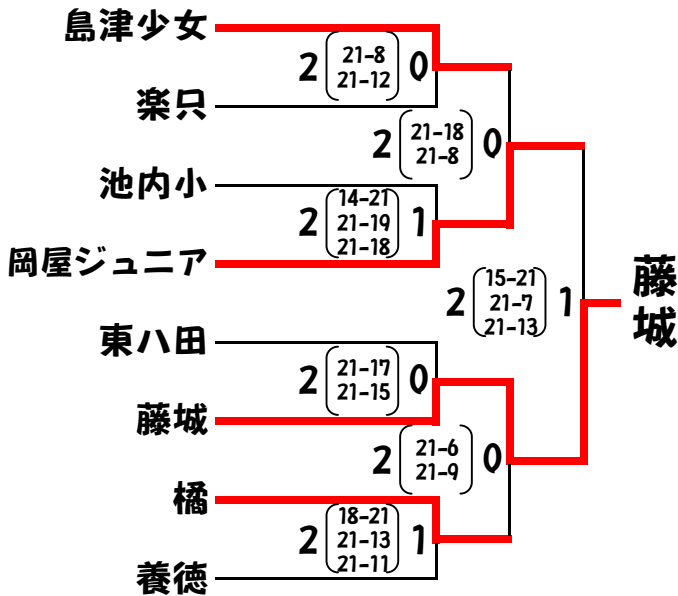 島津少女
2 21-8 0
21-12
楽只
2 21-18 0
21-8
池内小
2 14-21 1
21-19
21-18
岡屋ジュニア
2 15-21 1
21-7
21-13
藤城
東八田
2 21-17 0
21-15
藤城
2 21-6 0
21-9
橘
2 18-21 1
21-13
21-11
養徳